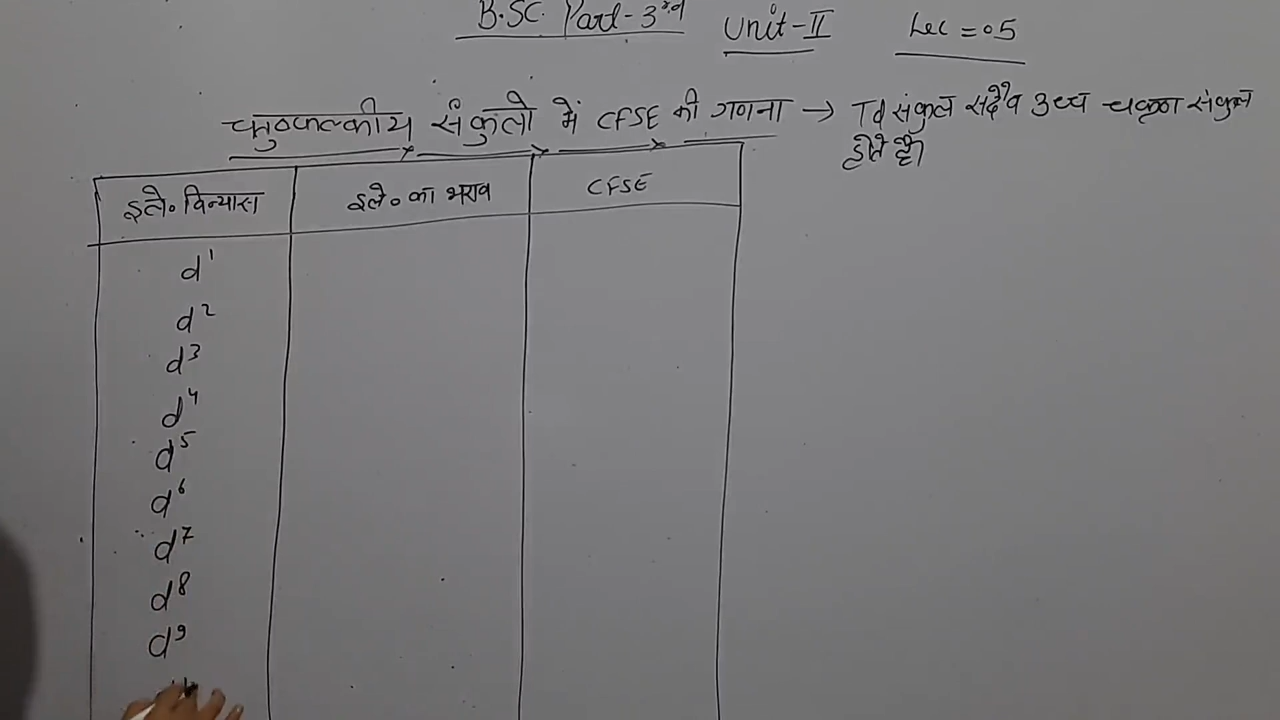 B.SC. Part-3rd Unit-II Lec = 05
चतुष्फलकीय संकुलो में CFSE की गणना → Td संकुल सदैव उच्च चक्रण संकुल
होते है।
इले० विन्यास इले० का भराव CFSE
d¹
d²
d³
d⁴
d⁵
d⁶
d⁷
d⁸
d⁹